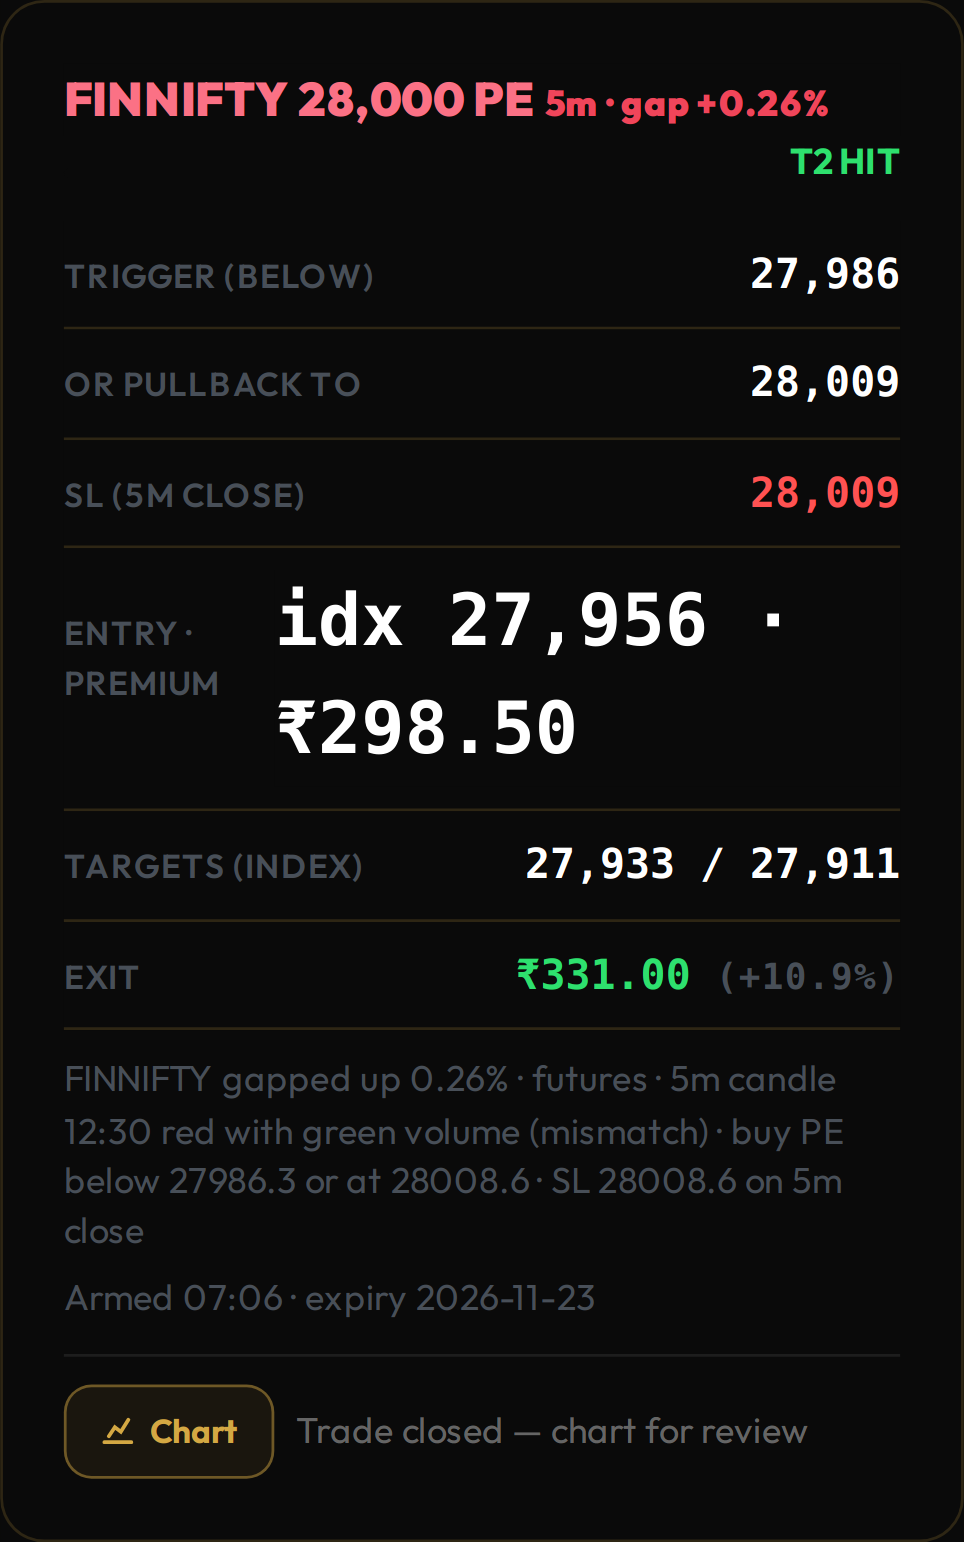 FINNIFTY 28,000 PE 5m · gap +0.26%
T2 HIT
TRIGGER (BELOW) 27,986
OR PULLBACK TO 28,009
SL (5M CLOSE) 28,009
ENTRY · PREMIUM idx 27,956 · ₹298.50
TARGETS (INDEX) 27,933 / 27,911
EXIT ₹331.00 (+10.9%)
FINNIFTY gapped up 0.26% · futures · 5m candle
12:30 red with green volume (mismatch) · buy PE
below 27986.3 or at 28008.6 · SL 28008.6 on 5m
close
Armed 07:06 · expiry 2026-11-23
Chart Trade closed — chart for review